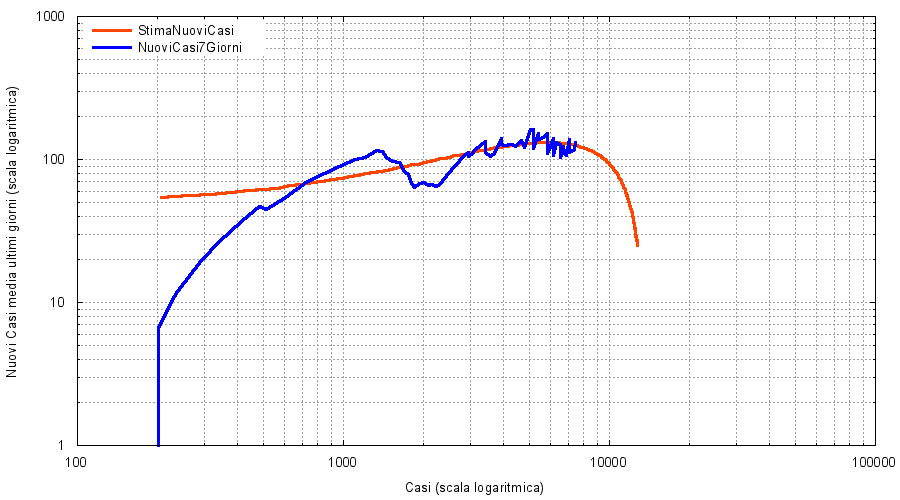 1000
StimaNuoviCasi
NuoviCasi7Giorni
100
10
1
100
1000
10000
100000
Nuovi Casi media ultimi giorni (scala logaritmica)
Casi (scala logaritmica)